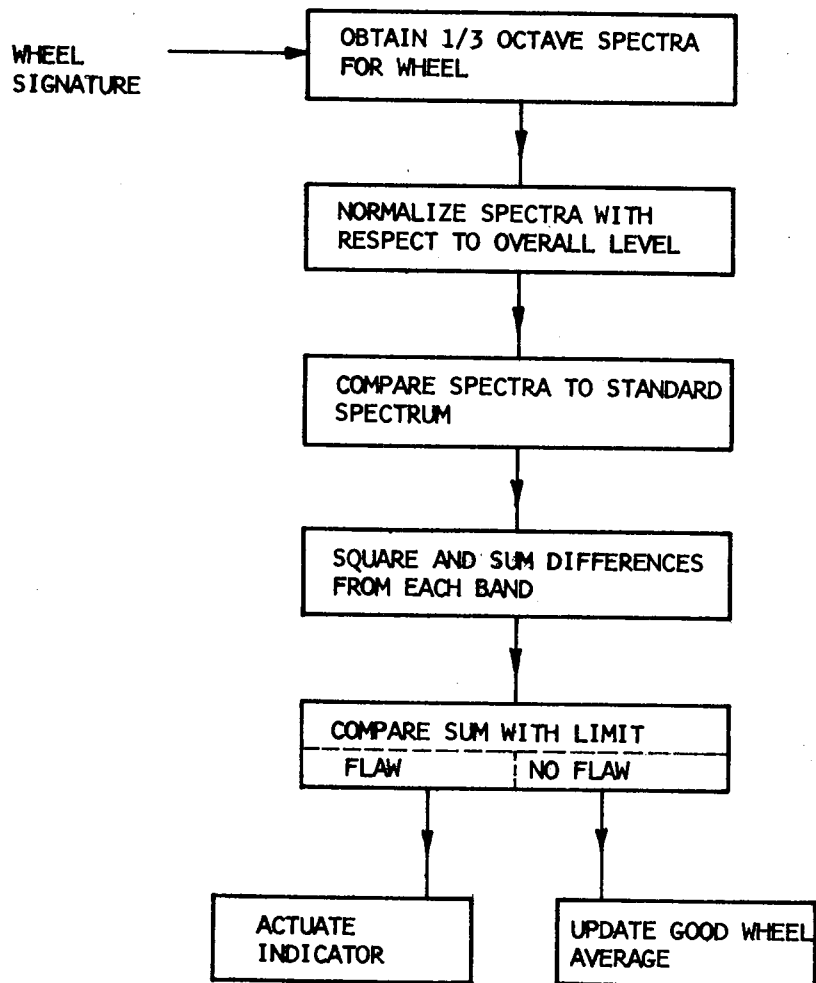 WHEEL
SIGNATURE
OBTAIN 1/3 OCTAVE SPECTRA
FOR WHEEL
NORMALIZE SPECTRA WITH
RESPECT TO OVERALL LEVEL
COMPARE SPECTRA TO STANDARD
SPECTRUM
SQUARE AND SUM DIFFERENCES
FROM EACH BAND
COMPARE SUM WITH LIMIT
FLAW
NO FLAW
ACTUATE
INDICATOR
UPDATE GOOD WHEEL
AVERAGE